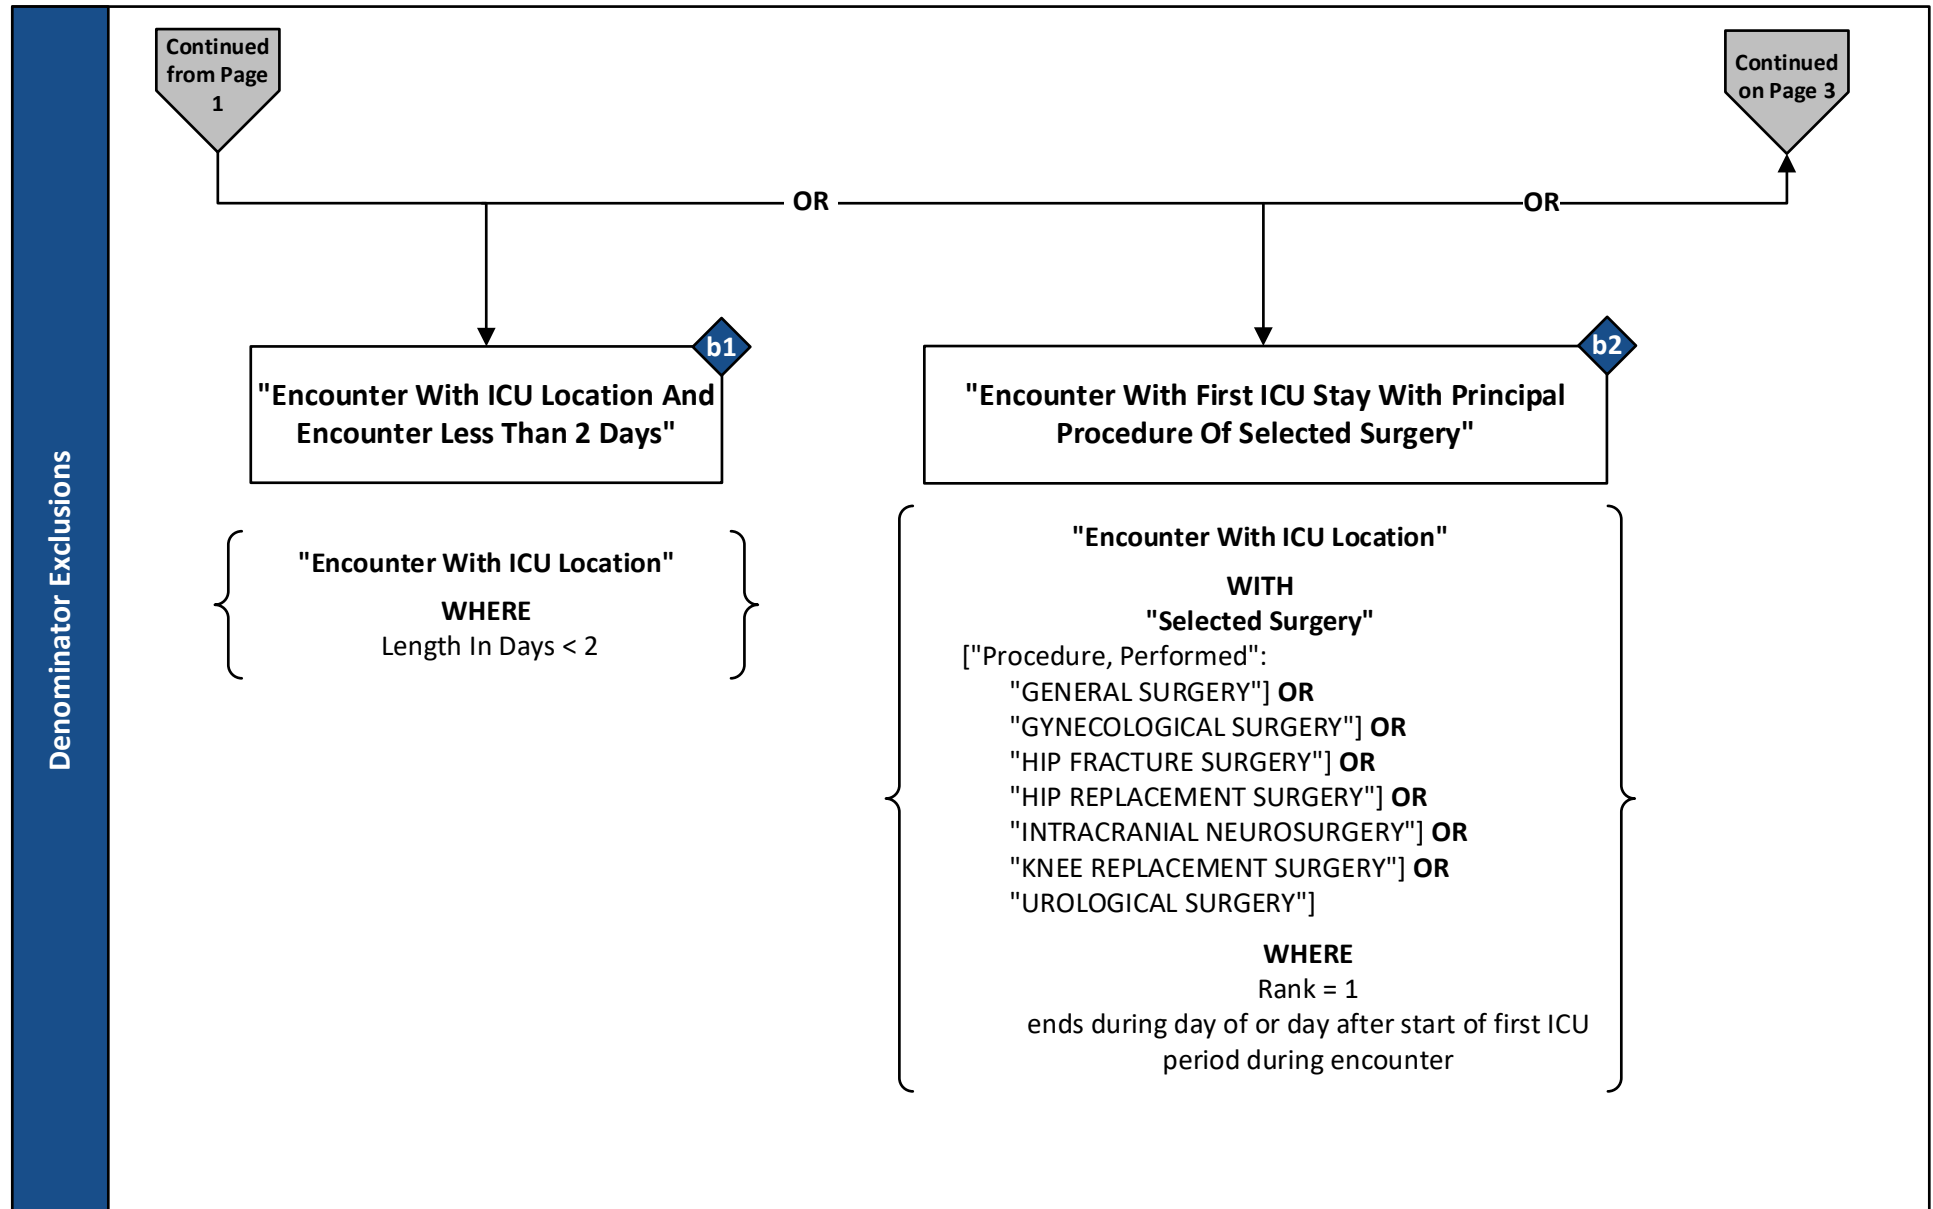 Denominator Exclusions
Continued
from Page
1
Continued
on Page 3
OR
OR
b1
"Encounter With ICU Location And
Encounter Less Than 2 Days"
"Encounter With ICU Location"
WHERE
Length In Days < 2
b2
"Encounter With First ICU Stay With Principal
Procedure Of Selected Surgery"
"Encounter With ICU Location"
WITH
"Selected Surgery"
["Procedure, Performed":
"GENERAL SURGERY"] OR
"GYNECOLOGICAL SURGERY"] OR
"HIP FRACTURE SURGERY"] OR
"HIP REPLACEMENT SURGERY"] OR
"INTRACRANIAL NEUROSURGERY"] OR
"KNEE REPLACEMENT SURGERY"] OR
"UROLOGICAL SURGERY"]
WHERE
Rank = 1
ends during day of or day after start of first ICU
period during encounter